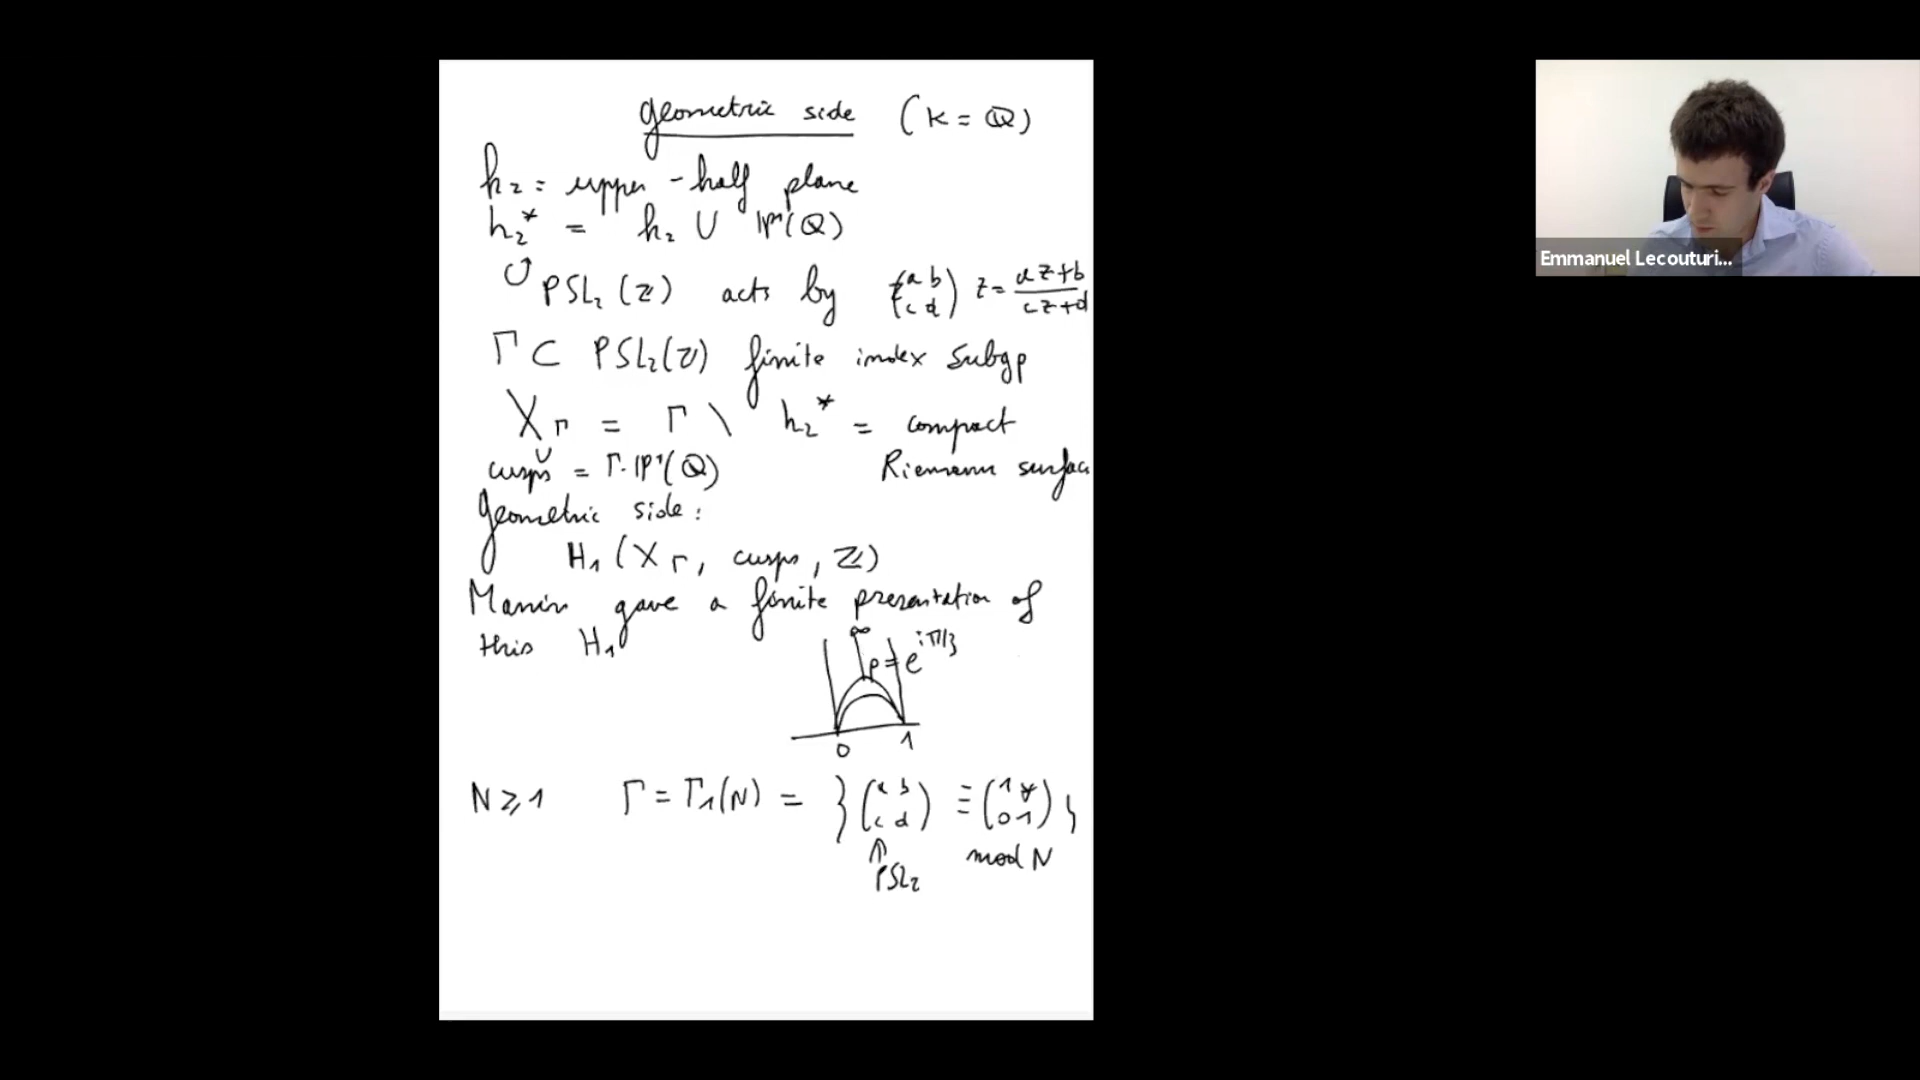 geometric side (K = ℚ)
h₂ = upper-half plane
h₂* = h₂ ∪ ℙ¹(ℚ)
↻ PSL₂(ℤ) acts by (a b; c d) z = az+b / cz+d
Γ ⊂ PSL₂(ℤ) finite index subgp
X_Γ = Γ \ h₂* = compact
∪
cusps = Γ·ℙ¹(ℚ) Riemann surfac
Geometric side:
H₁(X_Γ, cusps, ℤ)
Manin gave a finite presentation of
this H₁
∞
ρ = e^{iπ/3}
0 1
N ⩾ 1 Γ = Γ₁(N) = {(a b; c d) ≡ (1 *; 0 1)}
mod N
PSL₂
Emmanuel Lecouturi...